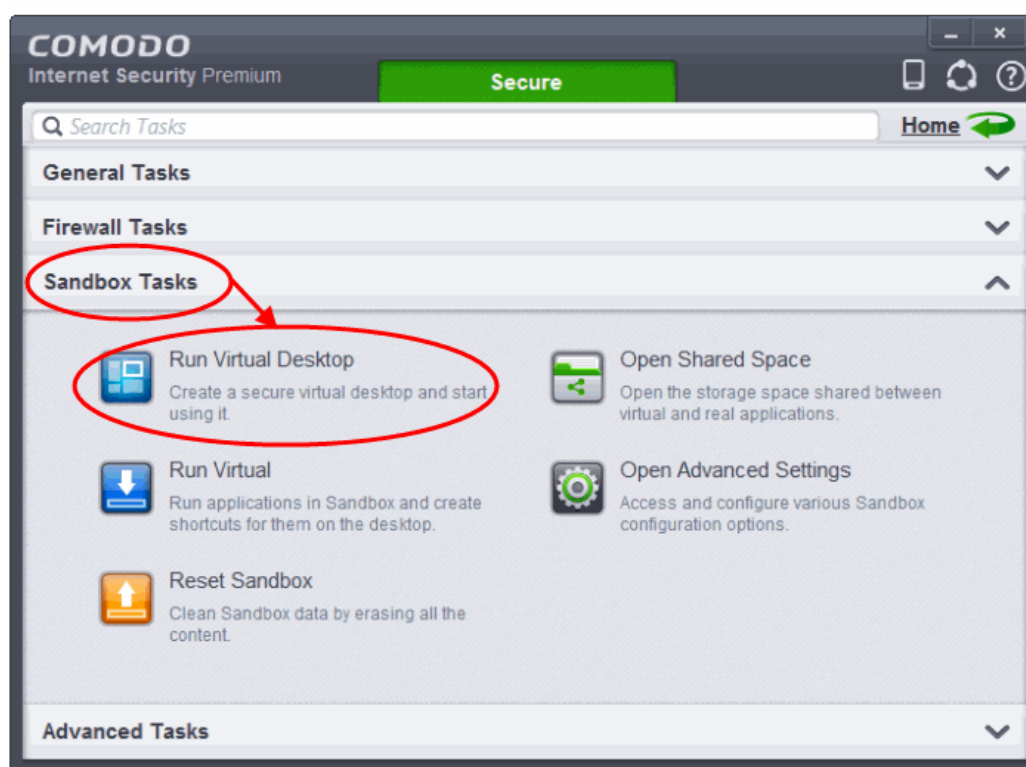 COMODO
Internet Security Premium
Secure
Search Tasks
Home
General Tasks
Firewall Tasks
Sandbox Tasks
Run Virtual Desktop
Create a secure virtual desktop and start
using it.
Open Shared Space
Open the storage space shared between
virtual and real applications.
Run Virtual
Run applications in Sandbox and create
shortcuts for them on the desktop.
Open Advanced Settings
Access and configure various Sandbox
configuration options.
Reset Sandbox
Clean Sandbox data by erasing all the
content.
Advanced Tasks